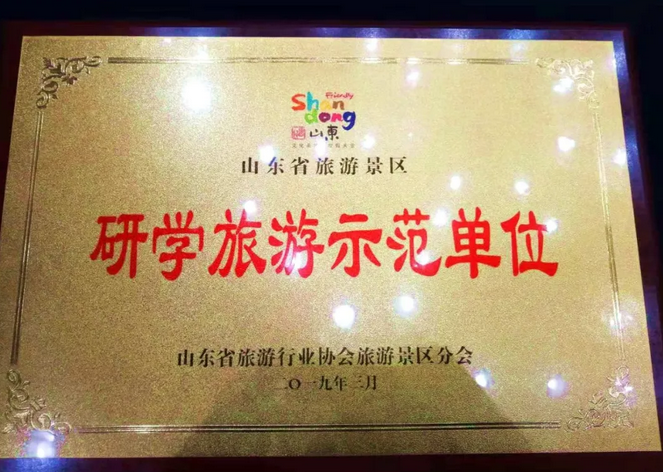 Friendly
Shan
dong
山東
山东省旅游景区
研学旅游示范单位
山东省旅游行业协会旅游景区分会
二〇一九年三月